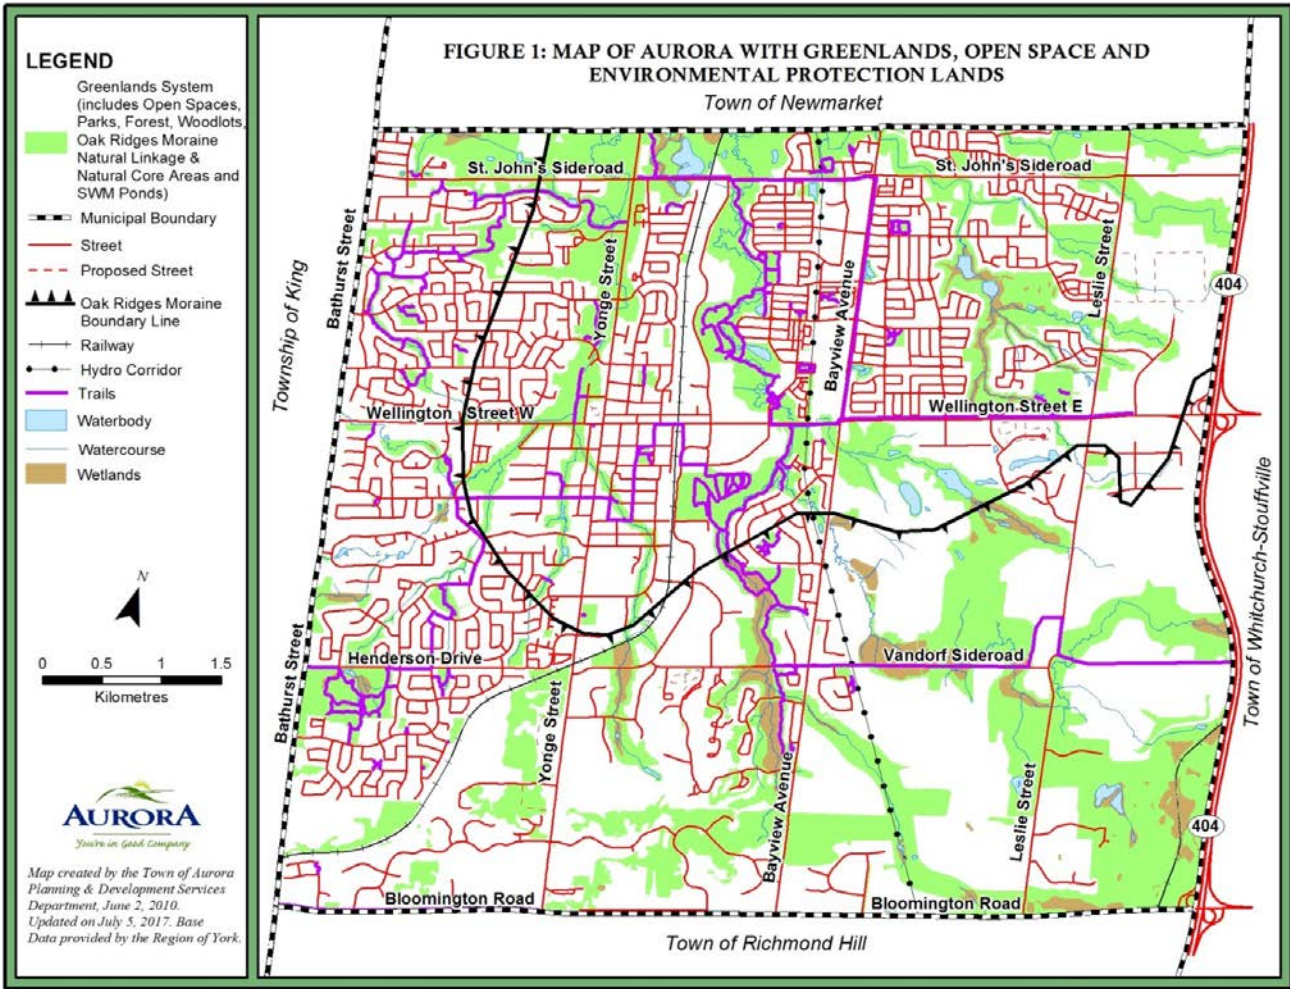 LEGEND
Greenlands System
(includes Open Spaces,
Parks, Forest, Woodlots,
Oak Ridges Moraine
Natural Linkage &
Natural Core Areas and
SWM Ponds)
Municipal Boundary
Street
Proposed Street
Oak Ridges Moraine
Boundary Line
Railway
Hydro Corridor
Trails
Waterbody
Watercourse
Wetlands
N
0 0.5 1 1.5
Kilometres
AURORA
You're in Good Company
Map created by the Town of Aurora
Planning & Development Services
Department, June 2, 2010.
Updated on July 5, 2017. Base
Data provided by the Region of York.
FIGURE 1: MAP OF AURORA WITH GREENLANDS, OPEN SPACE AND
ENVIRONMENTAL PROTECTION LANDS
Town of Newmarket
St. John's Sideroad
St. John's Sideroad
Bathurst Street
Township of King
Yonge Street
Bayview Avenue
Leslie Street
404
Wellington Street W
Wellington Street E
Town of Whitchurch-Stouffville
Henderson Drive
Vandorf Sideroad
Bathurst Street
Yonge Street
Bayview Avenue
Leslie Street
404
Bloomington Road
Bloomington Road
Town of Richmond Hill